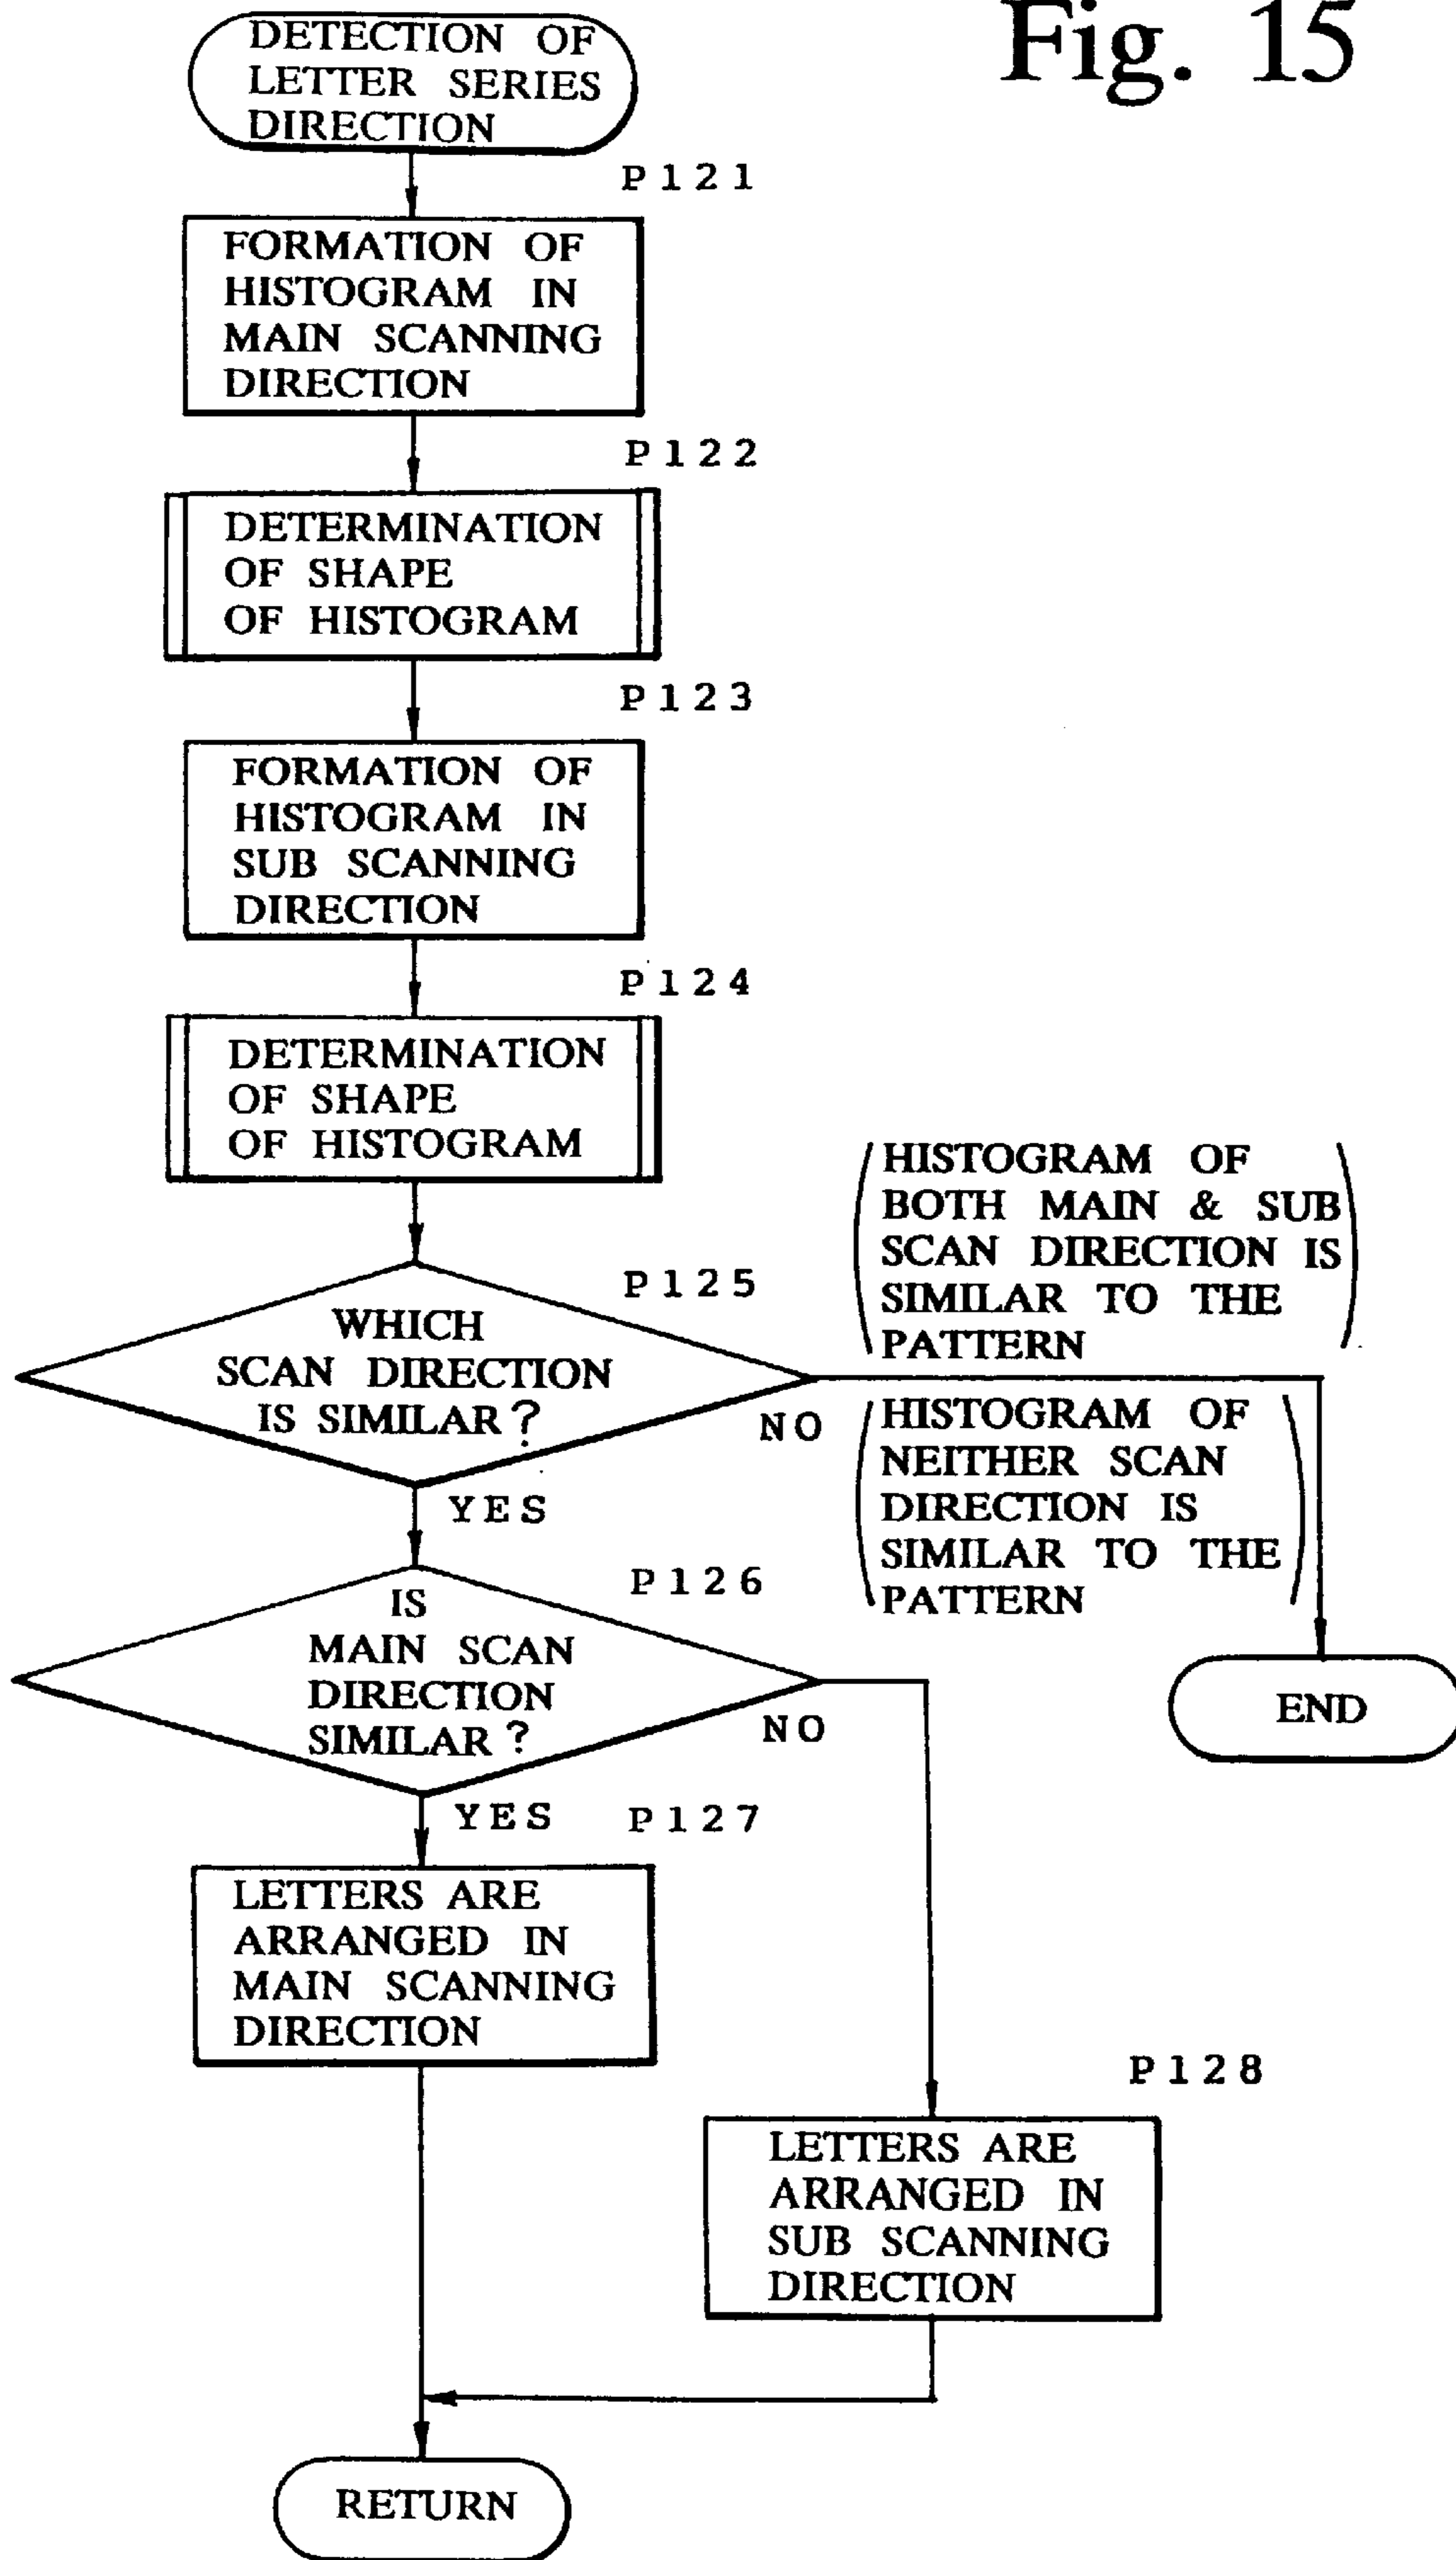 Fig. 15
DETECTION OF
LETTER SERIES
DIRECTION
P121
FORMATION OF
HISTOGRAM IN
MAIN SCANNING
DIRECTION
P122
DETERMINATION
OF SHAPE
OF HISTOGRAM
P123
FORMATION OF
HISTOGRAM IN
SUB SCANNING
DIRECTION
P124
DETERMINATION
OF SHAPE
OF HISTOGRAM
P125
WHICH
SCAN DIRECTION
IS SIMILAR?
(HISTOGRAM OF
BOTH MAIN & SUB
SCAN DIRECTION IS
SIMILAR TO THE
PATTERN)
NO
(HISTOGRAM OF
NEITHER SCAN
DIRECTION IS
SIMILAR TO THE
PATTERN)
END
YES
P126
IS
MAIN SCAN
DIRECTION
SIMILAR?
NO
YES
P127
LETTERS ARE
ARRANGED IN
MAIN SCANNING
DIRECTION
P128
LETTERS ARE
ARRANGED IN
SUB SCANNING
DIRECTION
RETURN